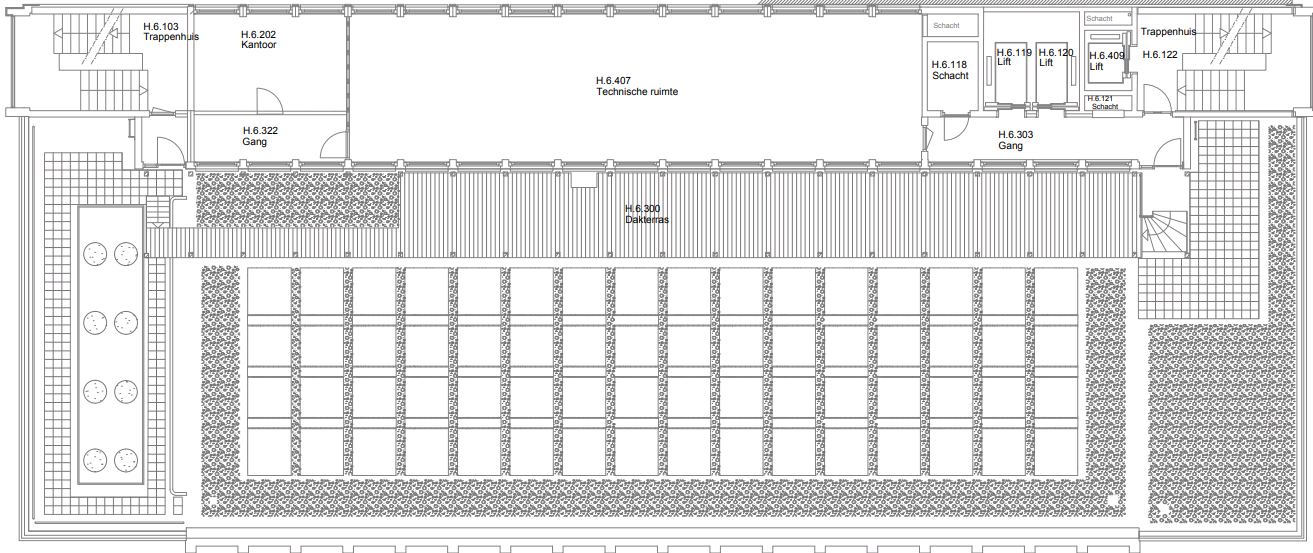 H.6.103
Trappenhuis
H.6.202
Kantoor
H.6.322
Gang
H.6.407
Technische ruimte
Schacht
H.6.118
Schacht
H.6.119
Lift
H.6.120
Lift
Schacht
H.6.409
Lift
H.6.121
Schacht
Trappenhuis
H.6.122
H.6.303
Gang
H.6.300
Dakterras